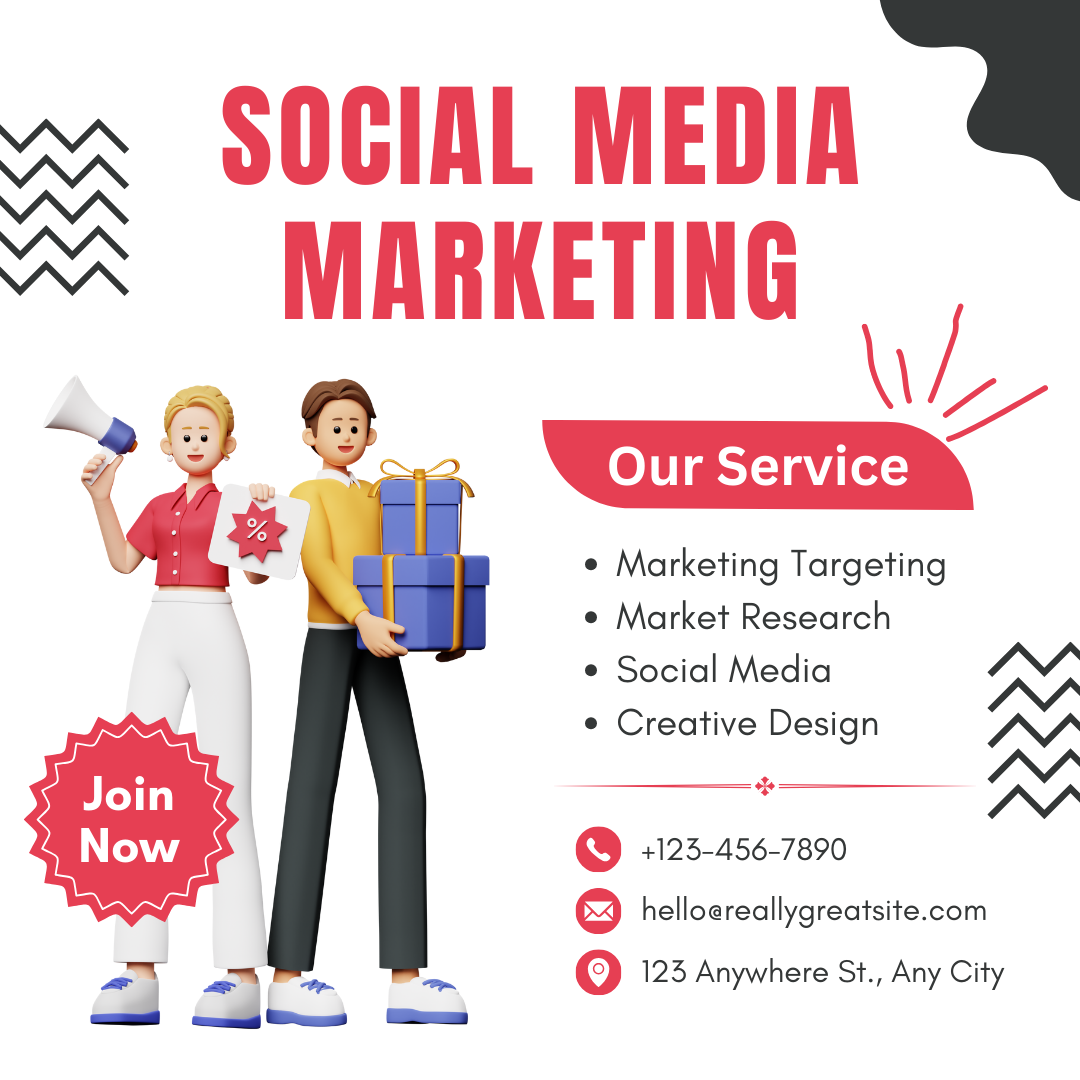 SOCIAL MEDIA
MARKETING
%
Our Service
• Marketing Targeting
• Market Research
• Social Media
• Creative Design
Join
Now
+123-456-7890
hello@reallygreatsite.com
123 Anywhere St., Any City